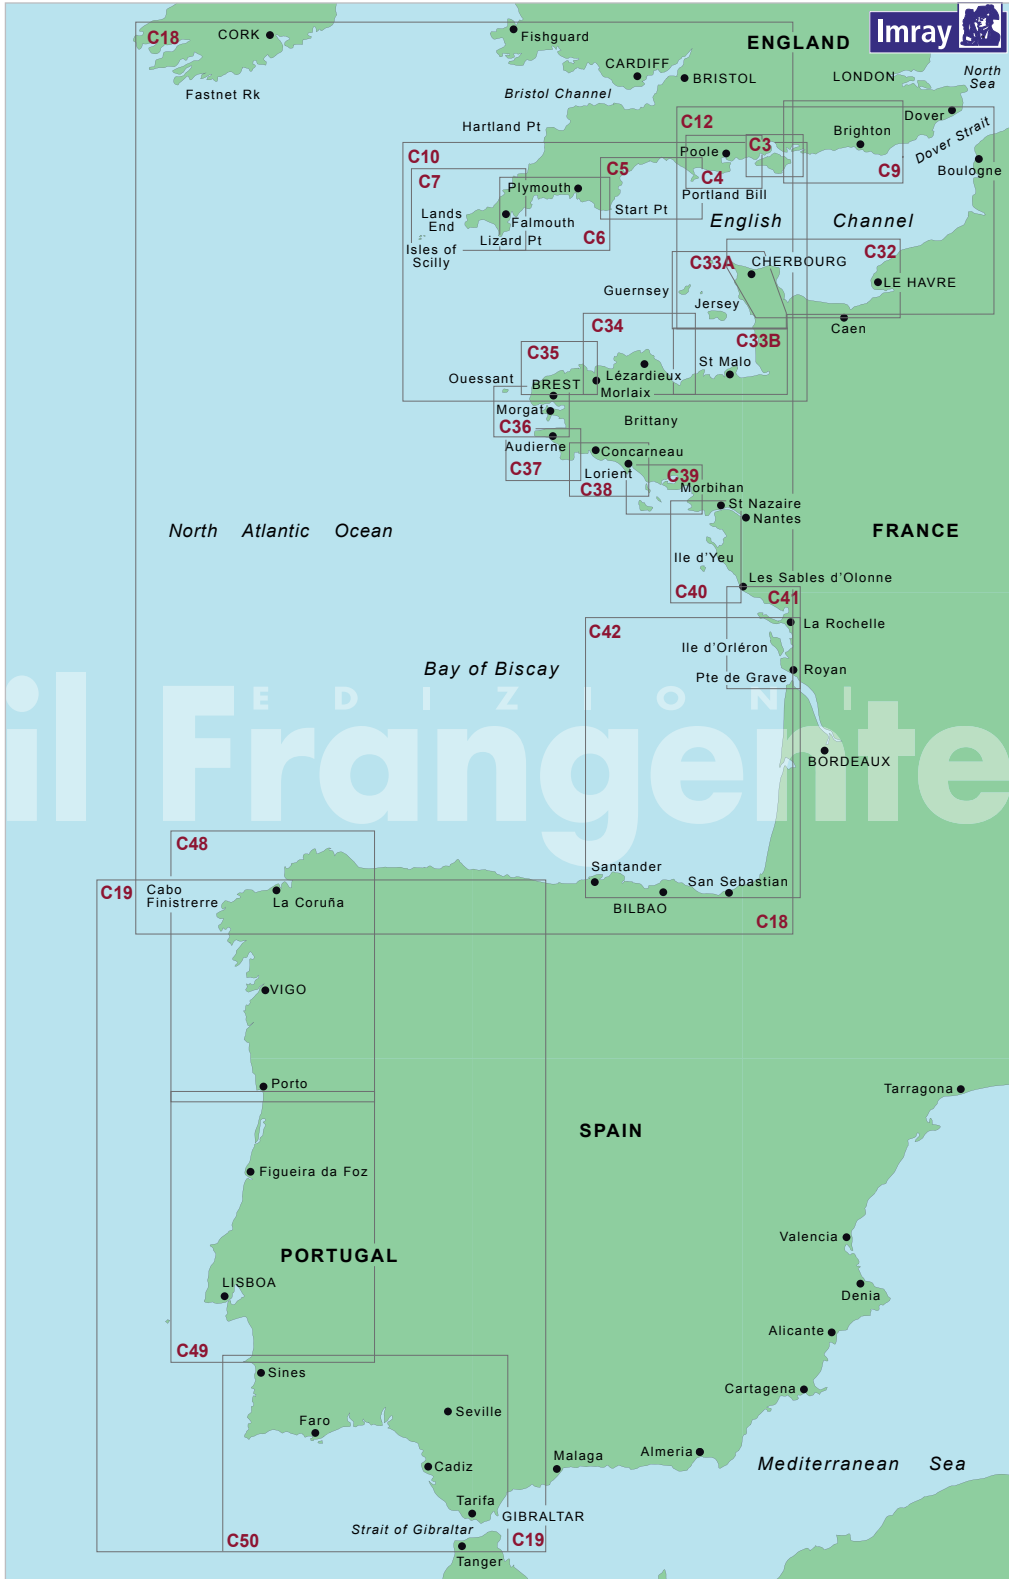 C18
CORK
Fastnet Rk
Fishguard
CARDIFF
BRISTOL
Bristol Channel
ENGLAND
Imray
LONDON
North
Sea
Dover
Dover Strait
Hartland Pt
C12
C3
Brighton
C9
Boulogne
C10
C7
C5
Poole
C4
Portland Bill
Plymouth
Start Pt
Lands
End
Falmouth
Lizard Pt
C6
Isles of
Scilly
English Channel
C33A
CHERBOURG
C32
LE HAVRE
Guernsey
Jersey
Caen
C34
C33B
C35
St Malo
Lézardieux
Ouessant
BREST
Morlaix
Morgat
Brittany
C36
Audierne
Concarneau
C37
Lorient
C38
C39
Morbihan
St Nazaire
Nantes
North Atlantic Ocean
FRANCE
Ile d'Yeu
C40
Les Sables d'Olonne
C41
La Rochelle
C42
Ile d'Orléron
Bay of Biscay
Pte de Grave
Royan
EDIZIONI
il Frangente
BORDEAUX
C48
C19
Cabo
Finistrerre
La Coruña
Santander
San Sebastian
BILBAO
C18
VIGO
Porto
Tarragona
SPAIN
Figueira da Foz
Valencia
PORTUGAL
LISBOA
Denia
Alicante
C49
Sines
Cartagena
Seville
Faro
Almeria
Malaga
Cadiz
Mediterranean Sea
Tarifa
GIBRALTAR
Strait of Gibraltar
C50
C19
Tanger